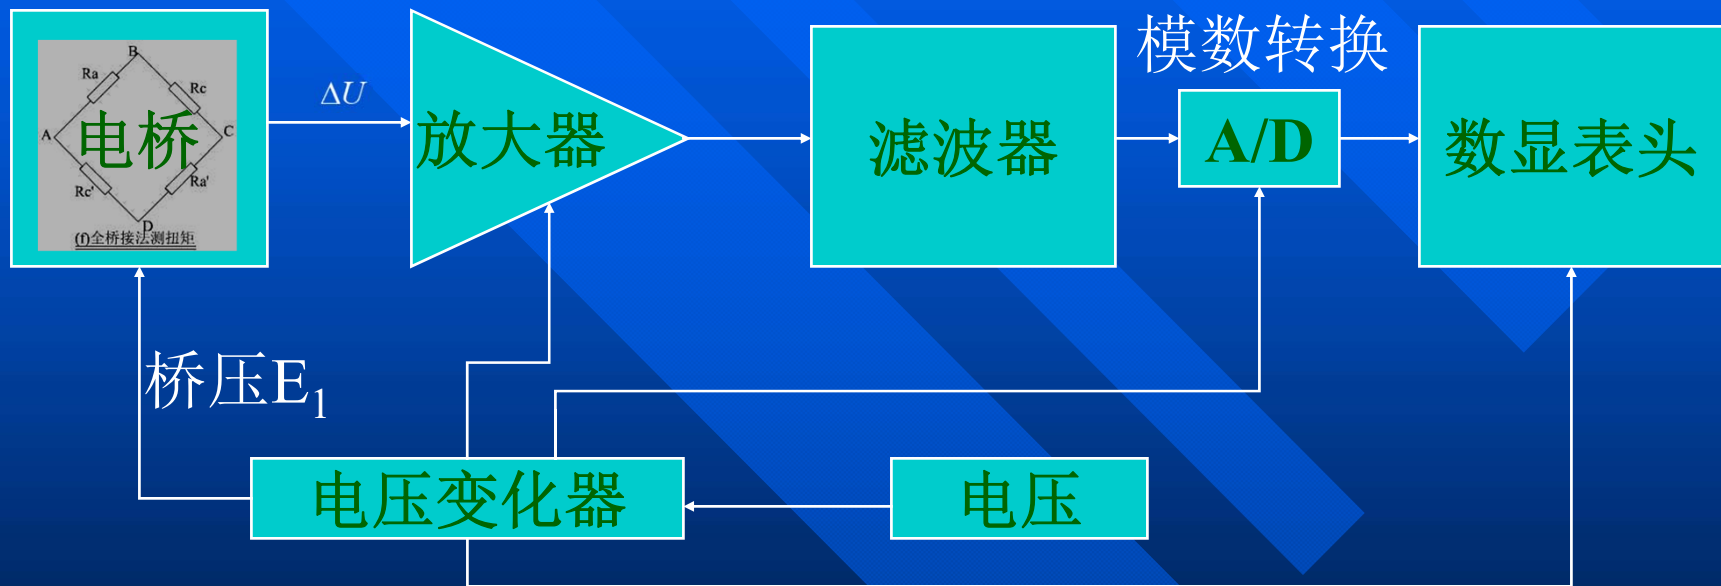 模数转换
B
Ra
Rc
ΔU
A
电桥
C
放大器
滤波器
A/D
数显表头
Rc'
Ra'
D
(f)全桥接法测扭矩
桥压E₁
电压变化器
电压